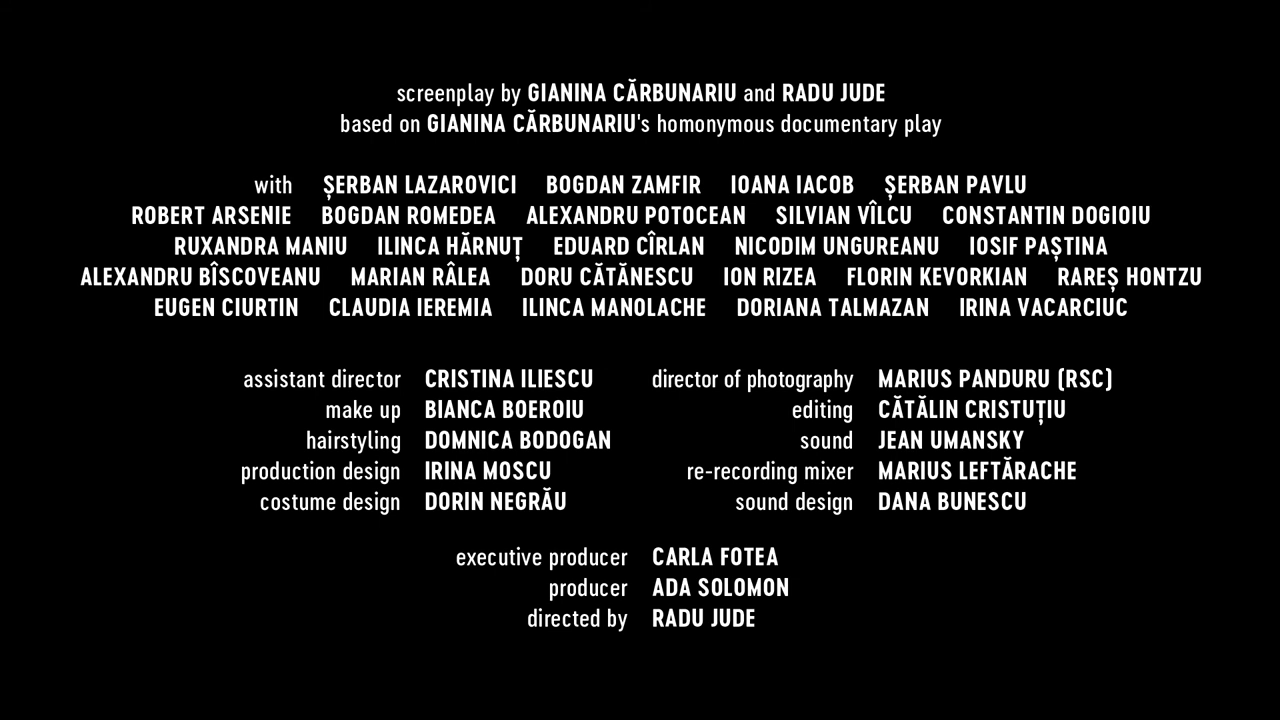 screenplay by GIANINA CĂRBUNARIU and RADU JUDE
based on GIANINA CĂRBUNARIU's homonymous documentary play
with ȘERBAN LAZAROVICI BOGDAN ZAMFIR IOANA IACOB ȘERBAN PAVLU
ROBERT ARSENIE BOGDAN ROMEDEA ALEXANDRU POTOCEAN SILVIAN VÎLCU CONSTANTIN DOGIOIU
RUXANDRA MANIU ILINCA HĂRNUȚ EDUARD CÎRLAN NICODIM UNGUREANU IOSIF PAȘTINA
ALEXANDRU BÎSCOVEANU MARIAN RÂLEA DORU CĂTĂNESCU ION RIZEA FLORIN KEVORKIAN RAREȘ HONTZU
EUGEN CIURTIN CLAUDIA IEREMIA ILINCA MANOLACHE DORIANA TALMAZAN IRINA VACARCIUC
assistant director CRISTINA ILIESCU
make up BIANCA BOEROIU
hairstyling DOMNICA BODOGAN
production design IRINA MOSCU
costume design DORIN NEGRĂU
director of photography MARIUS PANDURU (RSC)
editing CĂTĂLIN CRISTUȚIU
sound JEAN UMANSKY
re-recording mixer MARIUS LEFTĂRACHE
sound design DANA BUNESCU
executive producer CARLA FOTEA
producer ADA SOLOMON
directed by RADU JUDE